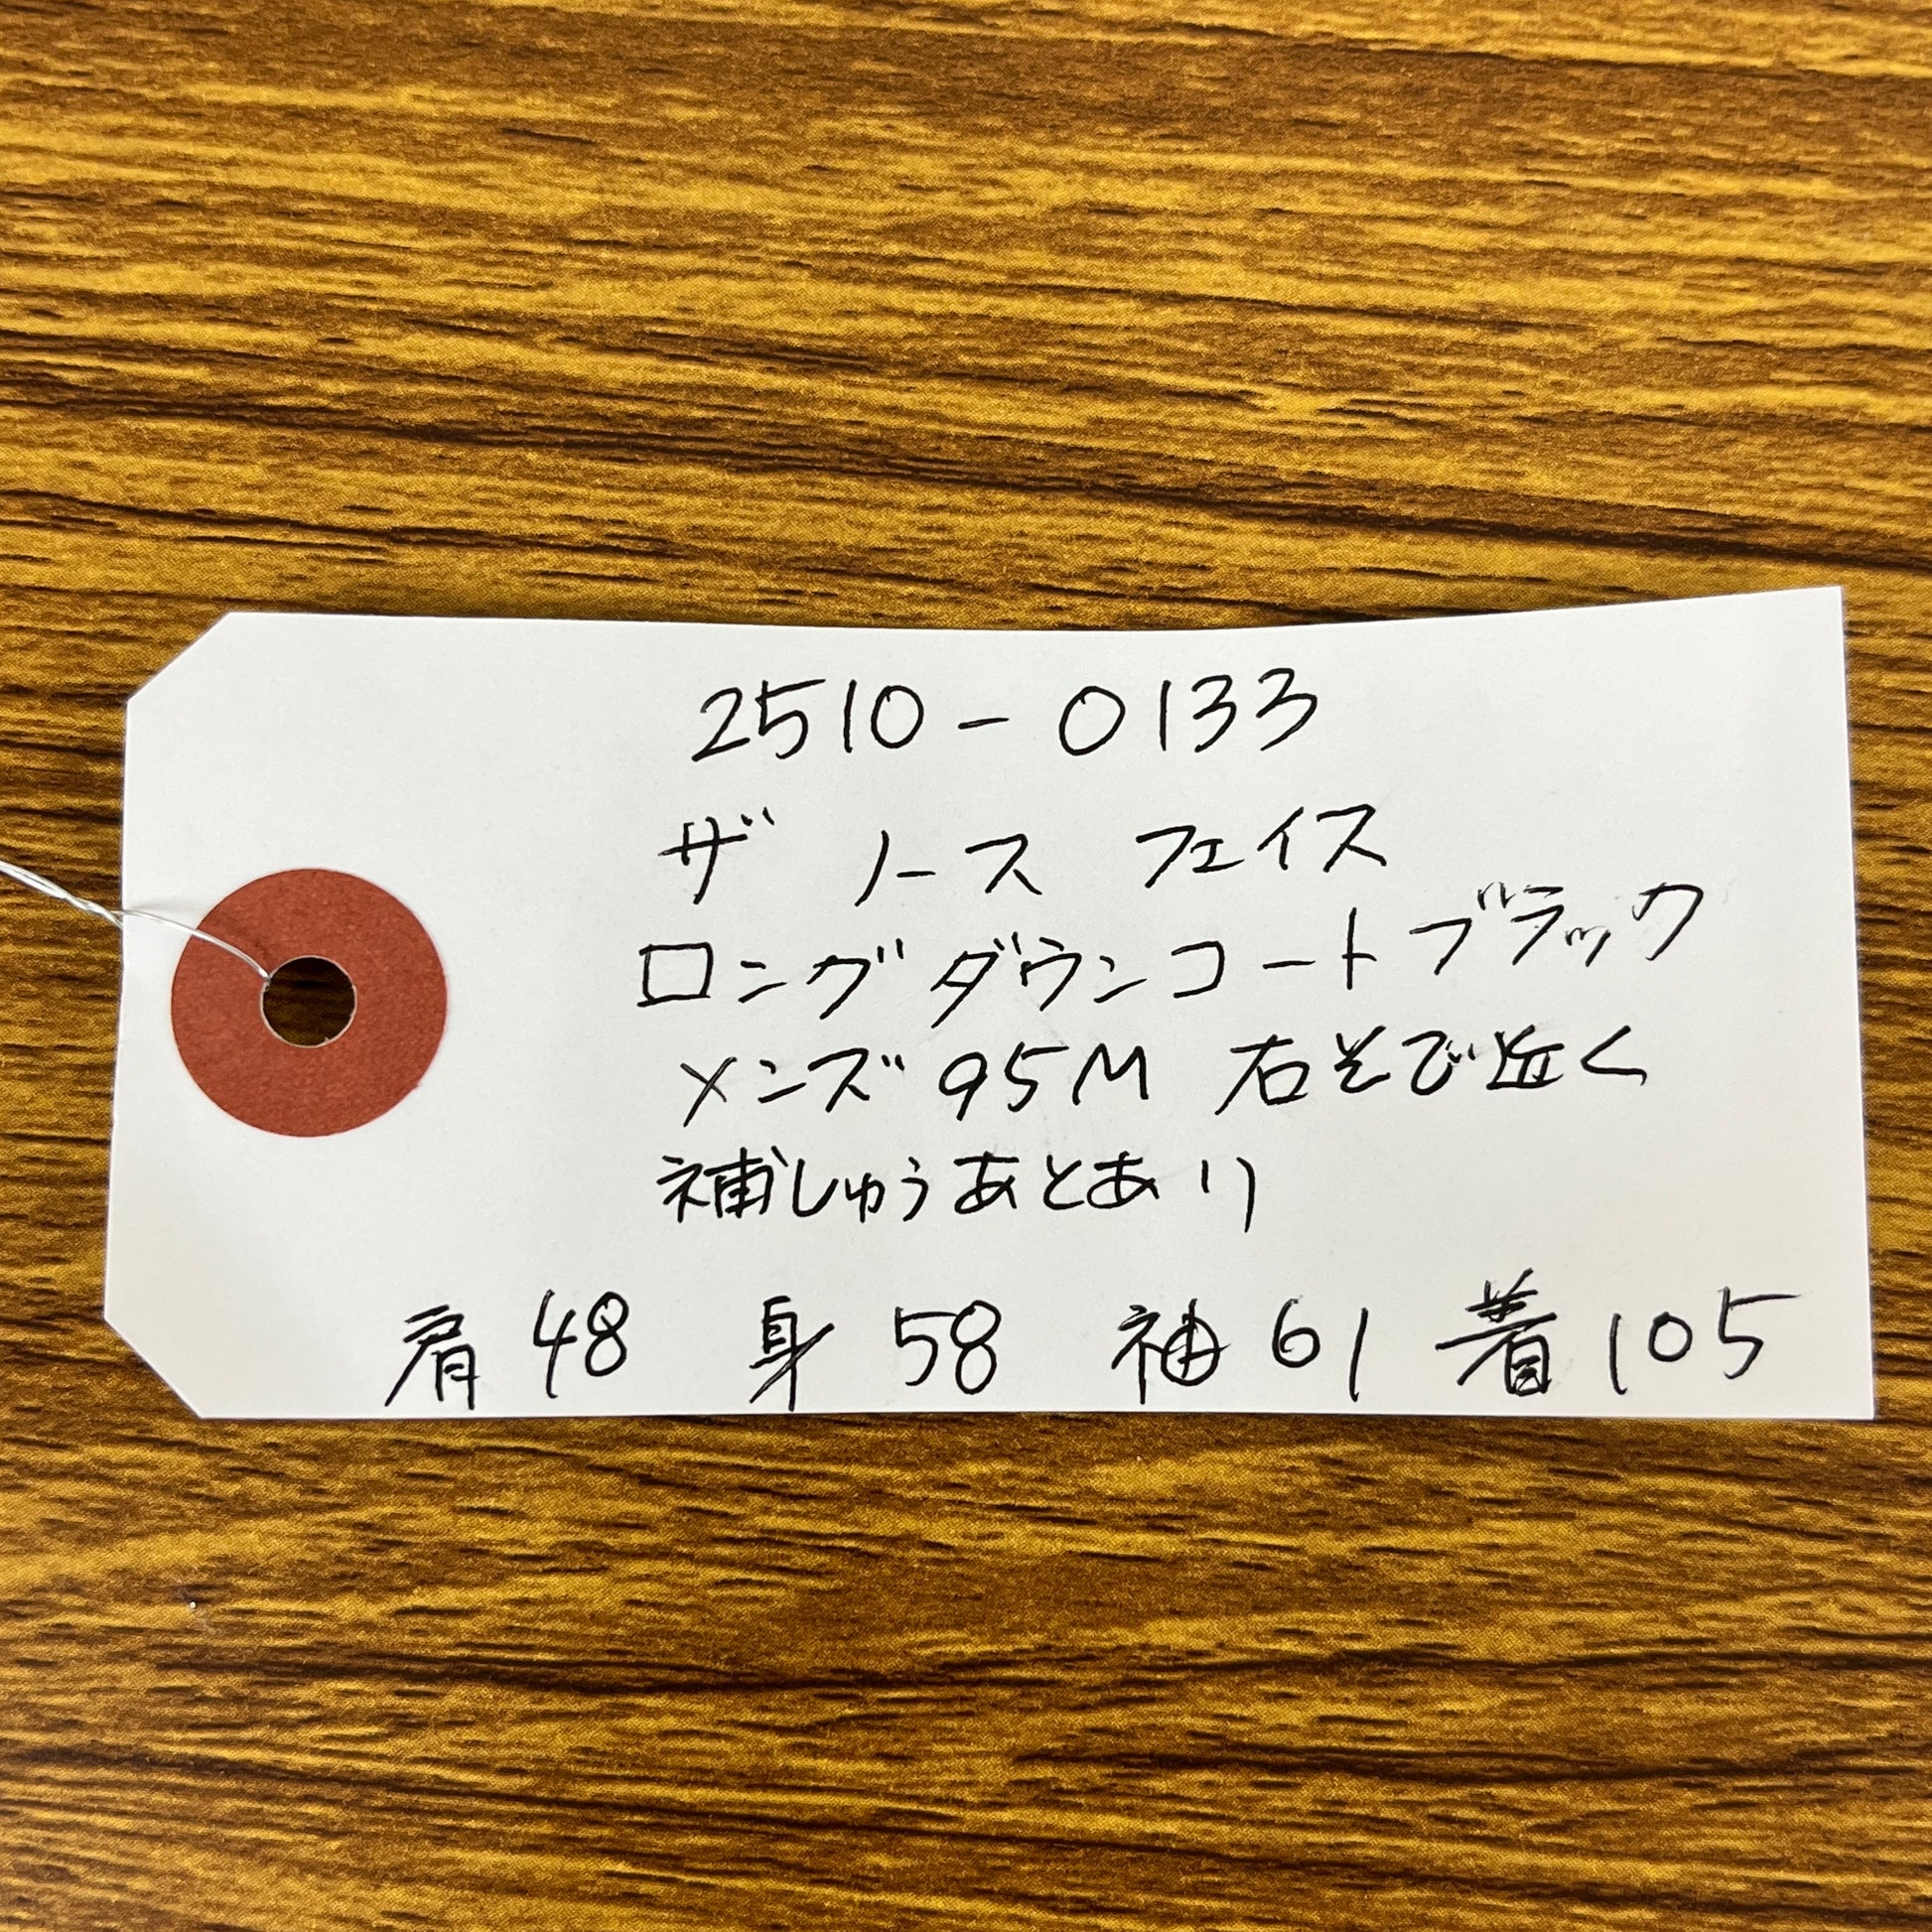 2510-0133
ザ ノース フェイス
ロングダウンコートブラック
メンズ 95M 右そで近く
補しゅうあとあり
肩48 身58 袖61 着105